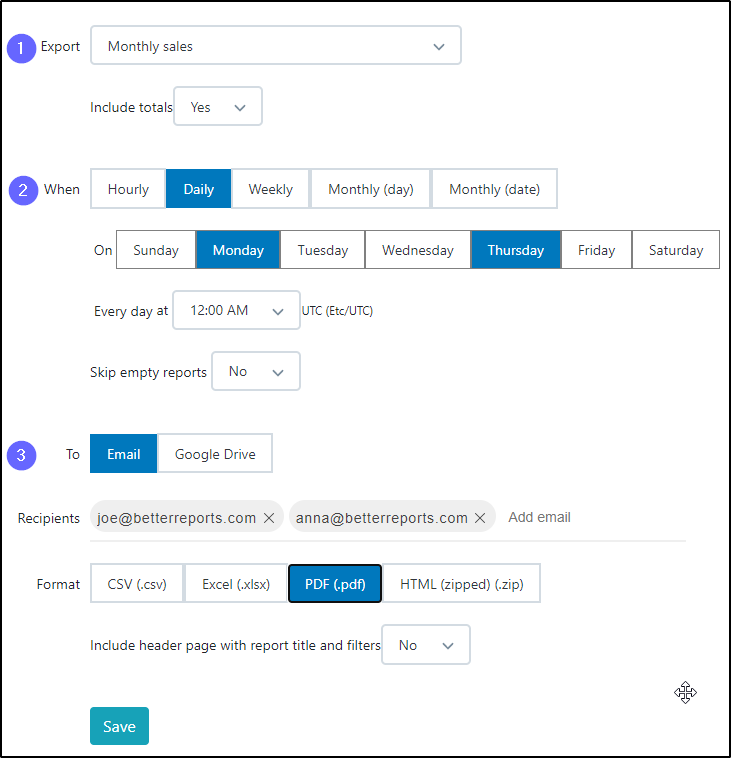 1 Export Monthly sales
Include totals Yes
2 When Hourly Daily Weekly Monthly (day) Monthly (date)
On Sunday Monday Tuesday Wednesday Thursday Friday Saturday
Every day at 12:00 AM UTC (Etc/UTC)
Skip empty reports No
3 To Email Google Drive
Recipients joe@betterreports.com anna@betterreports.com Add email
Format CSV (.csv) Excel (.xlsx) PDF (.pdf) HTML (zipped) (.zip)
Include header page with report title and filters No
Save